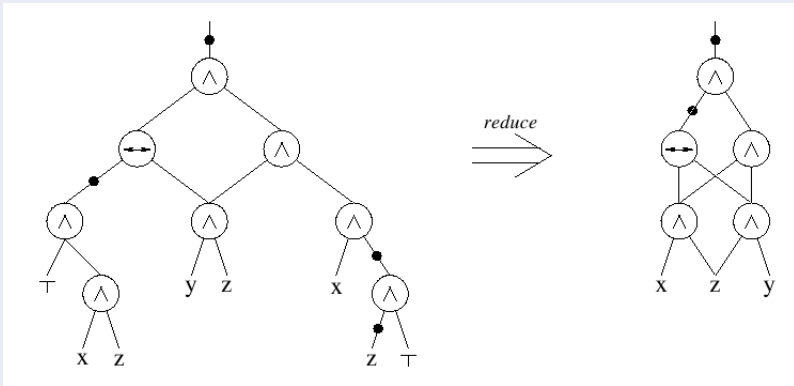 ∧ ∧
reduce
↔ ∧ ↔ ∧
∧ ∧ ∧ ∧ ∧
⊤ ∧ y z x ∧ x z y
x z z ⊤